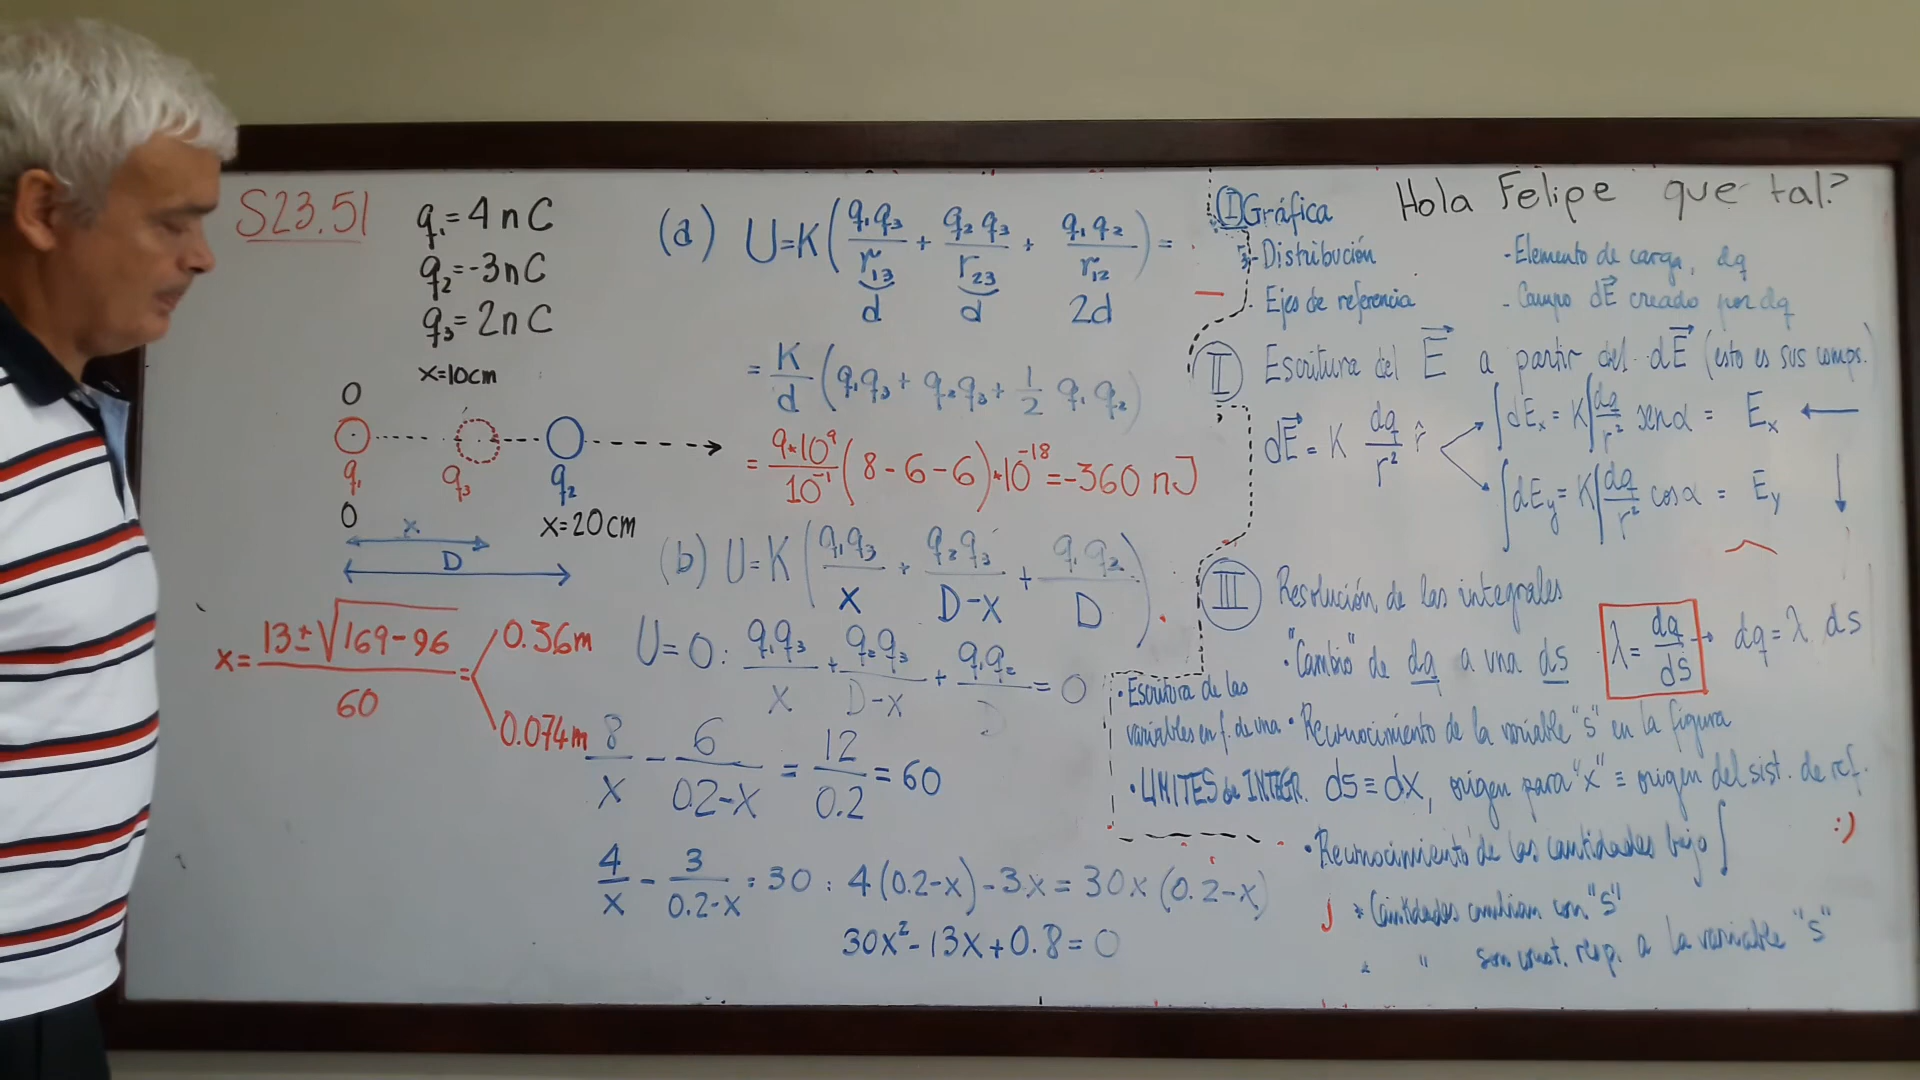 S23.51
q₁=4nC
q₂=-3nC
q₃=2nC
x=10cm
0
q₁ q₃ q₂
0
x=20cm
x
D
x=(13±√(169-96))/60= 0.36m
0.074m
(a) U=K(q₁q₃/r₁₃+q₂q₃/r₂₃+q₁q₂/r₁₂)=
d d 2d
=K/d(q₁q₃+q₂q₃+1/2 q₁q₂)
=9*10⁹/10⁻¹(8-6-6)*10⁻¹⁸=-360 nJ
(b) U=K(q₁q₃/x+q₂q₃/(D-x)+q₁q₂/D)
U=0: q₁q₃/x+q₂q₃/(D-x)+q₁q₂/D=0
8/x-6/(0.2-x)=12/0.2=60
4/x-3/(0.2-x)=30: 4(0.2-x)-3x=30x(0.2-x)
30x²-13x+0.8=0
Hola Felipe que tal?
I Gráfica
- Distribución
- Ejes de referencia
- Elemento de carga, dq
- Campo dE⃗ creado por dq
II Escritura del E⃗ a partir del dE⃗ (esto es sus comps.)
dE⃗=K dq/r² r̂
∫dEₓ=K∫dq/r² senα = Eₓ
∫dEy=K∫dq/r² cosα = Ey
III Resolución de las integrales
• "Cambio" de dq a una ds
λ=dq/ds → dq=λ ds
• Escritura de las
variables en f. de una
• Reconocimiento de la variable "s" en la figura
• LIMITES de INTEGR.
ds≡dx, origen para "x" ≡ origen del sist. de ref.
• Reconocimiento de las cantidades bajo ∫
:)
* Cantidades cambian con "s"
* " son const. resp. a la variable "s"